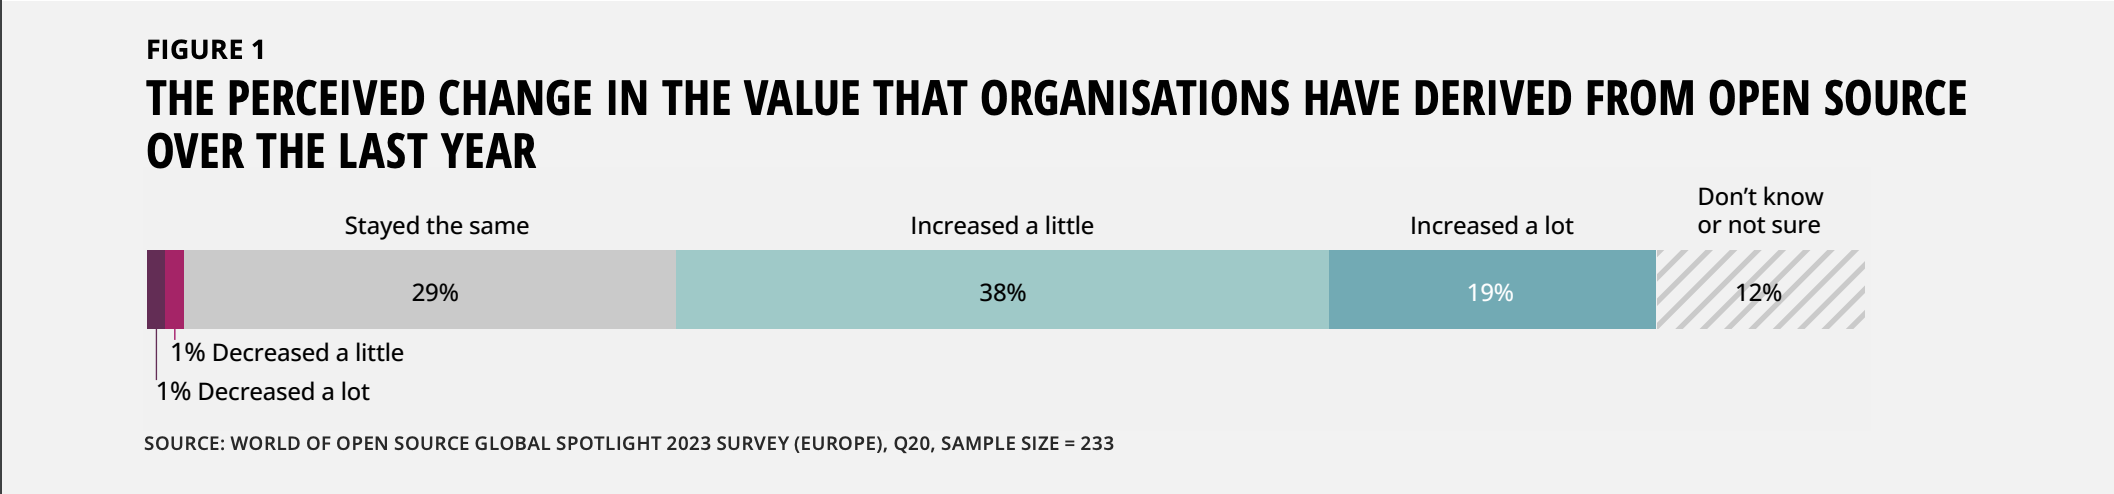 FIGURE 1
THE PERCEIVED CHANGE IN THE VALUE THAT ORGANISATIONS HAVE DERIVED FROM OPEN SOURCE
OVER THE LAST YEAR
Don’t know
or not sure
Stayed the same
Increased a little
Increased a lot
29%
38%
19%
12%
1% Decreased a little
1% Decreased a lot
SOURCE: WORLD OF OPEN SOURCE GLOBAL SPOTLIGHT 2023 SURVEY (EUROPE), Q20, SAMPLE SIZE = 233